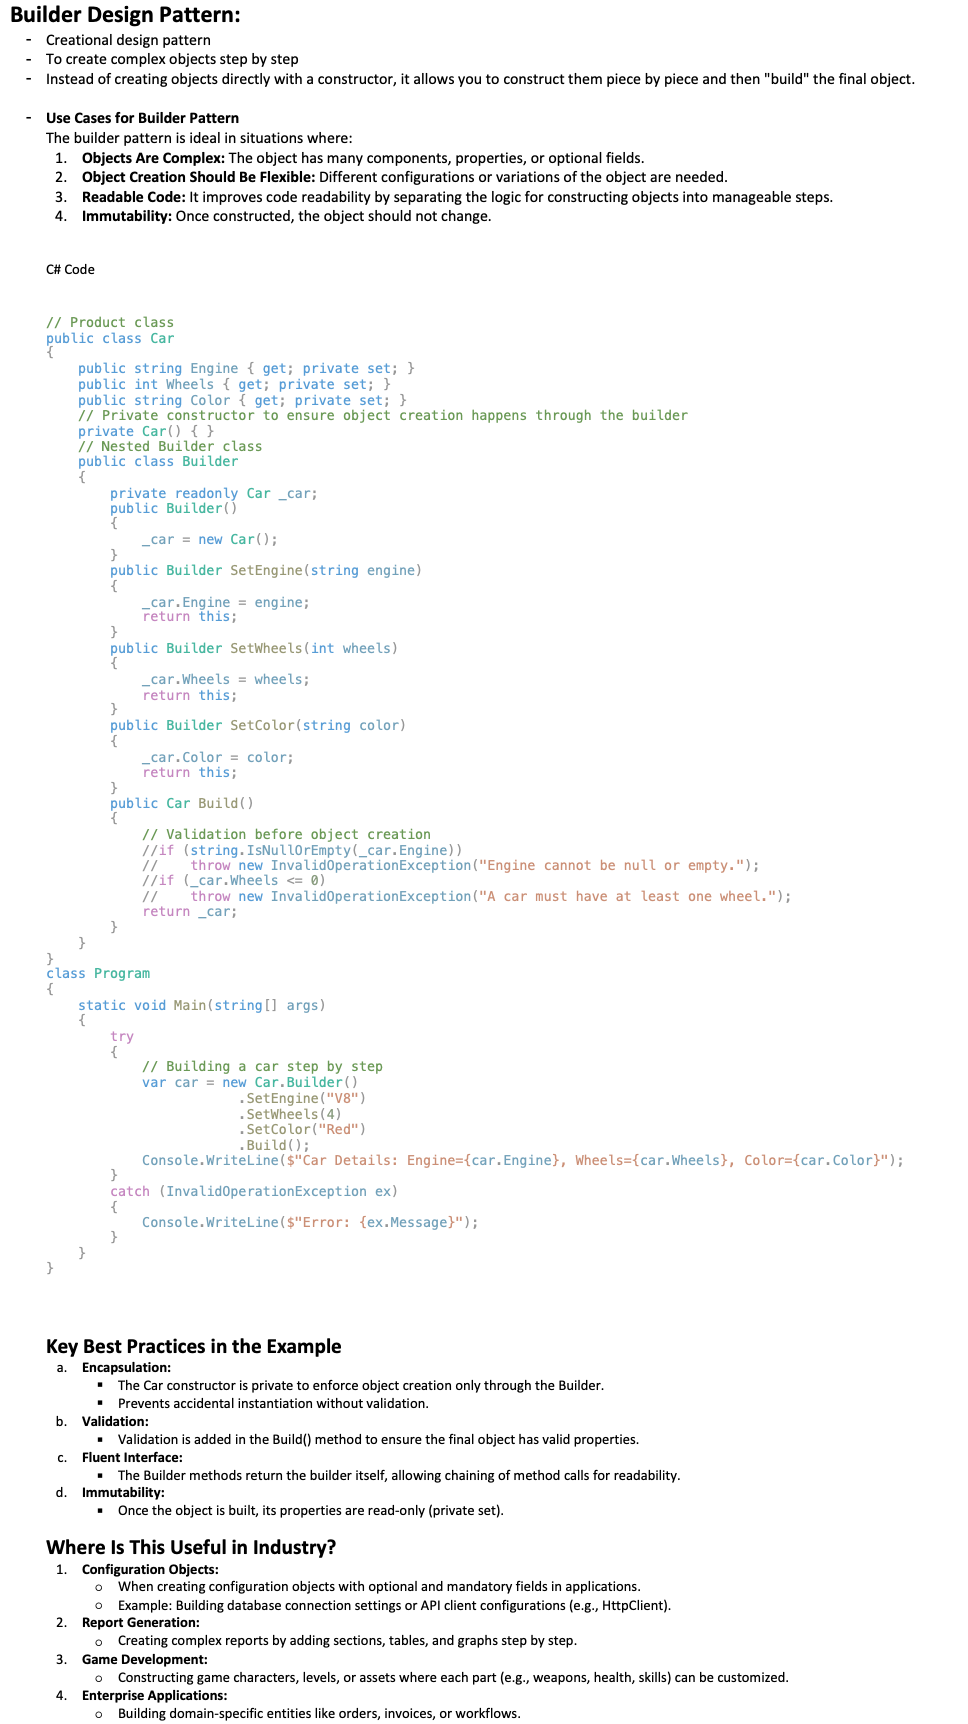 Builder Design Pattern:
- Creational design pattern
- To create complex objects step by step
- Instead of creating objects directly with a constructor, it allows you to construct them piece by piece and then "build" the final object.
- Use Cases for Builder Pattern
The builder pattern is ideal in situations where:
1. Objects Are Complex: The object has many components, properties, or optional fields.
2. Object Creation Should Be Flexible: Different configurations or variations of the object are needed.
3. Readable Code: It improves code readability by separating the logic for constructing objects into manageable steps.
4. Immutability: Once constructed, the object should not change.
C# Code
// Product class
public class Car
{
    public string Engine { get; private set; }
    public int Wheels { get; private set; }
    public string Color { get; private set; }
    // Private constructor to ensure object creation happens through the builder
    private Car() { }
    // Nested Builder class
    public class Builder
    {
        private readonly Car _car;
        public Builder()
        {
            _car = new Car();
        }
        public Builder SetEngine(string engine)
        {
            _car.Engine = engine;
            return this;
        }
        public Builder SetWheels(int wheels)
        {
            _car.Wheels = wheels;
            return this;
        }
        public Builder SetColor(string color)
        {
            _car.Color = color;
            return this;
        }
        public Car Build()
        {
            // Validation before object creation
            //if (string.IsNullOrEmpty(_car.Engine))
            //    throw new InvalidOperationException("Engine cannot be null or empty.");
            //if (_car.Wheels <= 0)
            //    throw new InvalidOperationException("A car must have at least one wheel.");
            return _car;
        }
    }
}
class Program
{
    static void Main(string[] args)
    {
        try
        {
            // Building a car step by step
            var car = new Car.Builder()
                        .SetEngine("V8")
                        .SetWheels(4)
                        .SetColor("Red")
                        .Build();
            Console.WriteLine($"Car Details: Engine={car.Engine}, Wheels={car.Wheels}, Color={car.Color}");
        }
        catch (InvalidOperationException ex)
        {
            Console.WriteLine($"Error: {ex.Message}");
        }
    }
}
Key Best Practices in the Example
a. Encapsulation:
▪ The Car constructor is private to enforce object creation only through the Builder.
▪ Prevents accidental instantiation without validation.
b. Validation:
▪ Validation is added in the Build() method to ensure the final object has valid properties.
c. Fluent Interface:
▪ The Builder methods return the builder itself, allowing chaining of method calls for readability.
d. Immutability:
▪ Once the object is built, its properties are read-only (private set).
Where Is This Useful in Industry?
1. Configuration Objects:
o When creating configuration objects with optional and mandatory fields in applications.
o Example: Building database connection settings or API client configurations (e.g., HttpClient).
2. Report Generation:
o Creating complex reports by adding sections, tables, and graphs step by step.
3. Game Development:
o Constructing game characters, levels, or assets where each part (e.g., weapons, health, skills) can be customized.
4. Enterprise Applications:
o Building domain-specific entities like orders, invoices, or workflows.